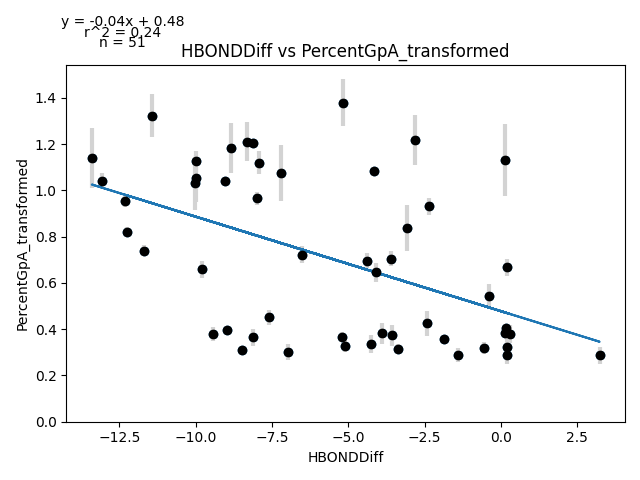 y = -0.04x + 0.48
r^2 = 0.24
n = 51
HBONDDiff vs PercentGpA_transformed
PercentGpA_transformed
1.4
1.2
1.0
0.8
0.6
0.4
0.2
0.0
−12.5 −10.0 −7.5 −5.0 −2.5 0.0 2.5
HBONDDiff